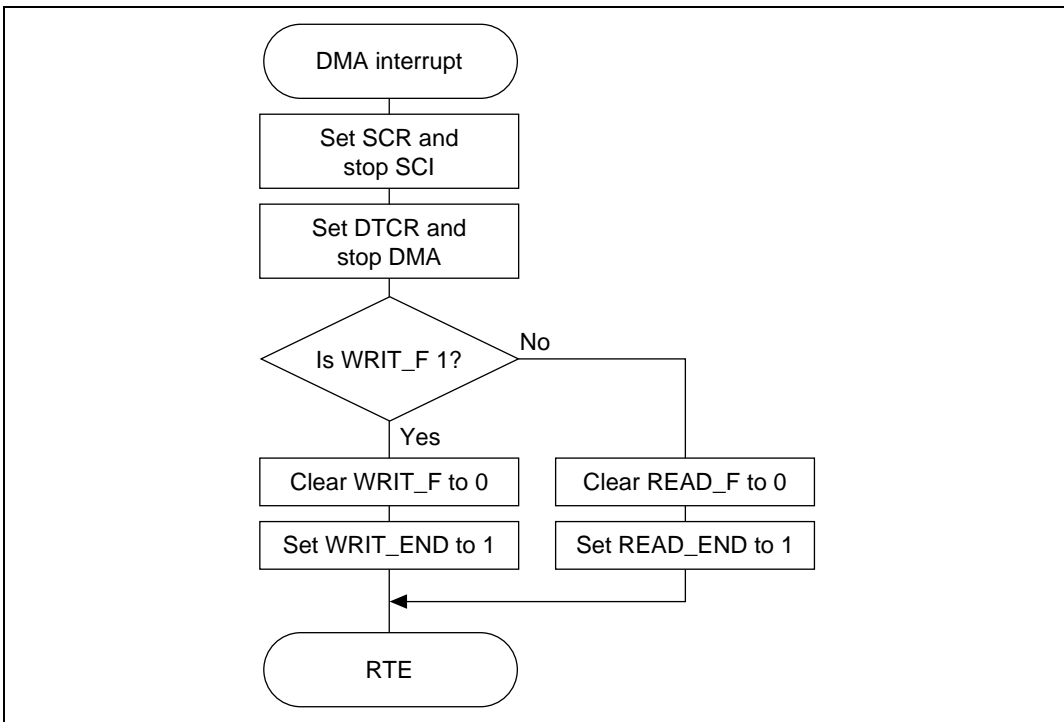 DMA interrupt
Set SCR and
stop SCI
Set DTCR and
stop DMA
Is WRIT_F 1?
No
Yes
Clear WRIT_F to 0
Clear READ_F to 0
Set WRIT_END to 1
Set READ_END to 1
RTE